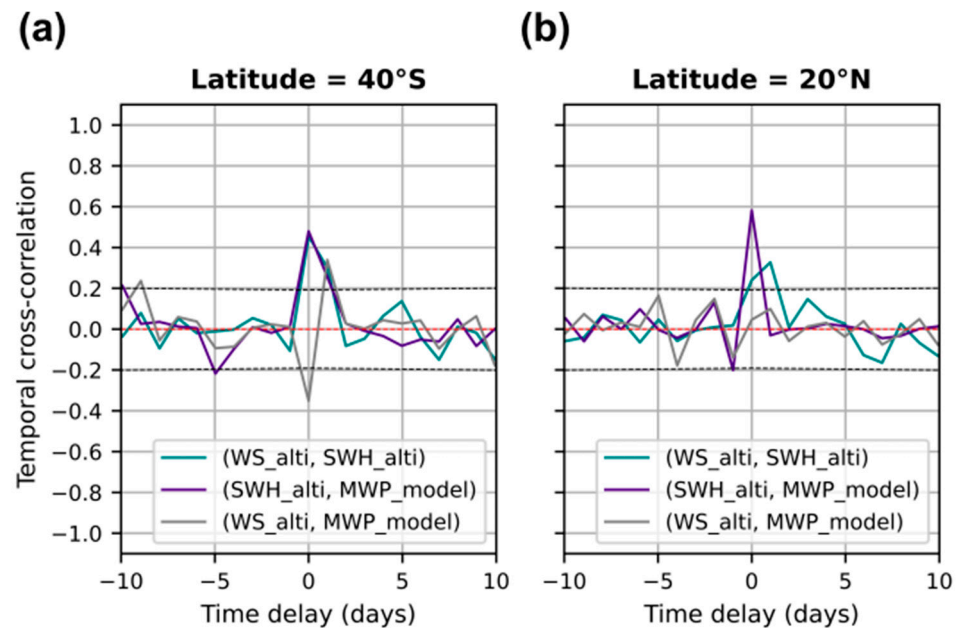 (a)
(b)
Latitude = 40°S
Latitude = 20°N
Temporal cross-correlation
1.0
0.8
0.6
0.4
0.2
0.0
−0.2
−0.4
−0.6
−0.8
−1.0
(WS_alti, SWH_alti)
(SWH_alti, MWP_model)
(WS_alti, MWP_model)
(WS_alti, SWH_alti)
(SWH_alti, MWP_model)
(WS_alti, MWP_model)
−10 −5 0 5 10
−10 −5 0 5 10
Time delay (days)
Time delay (days)